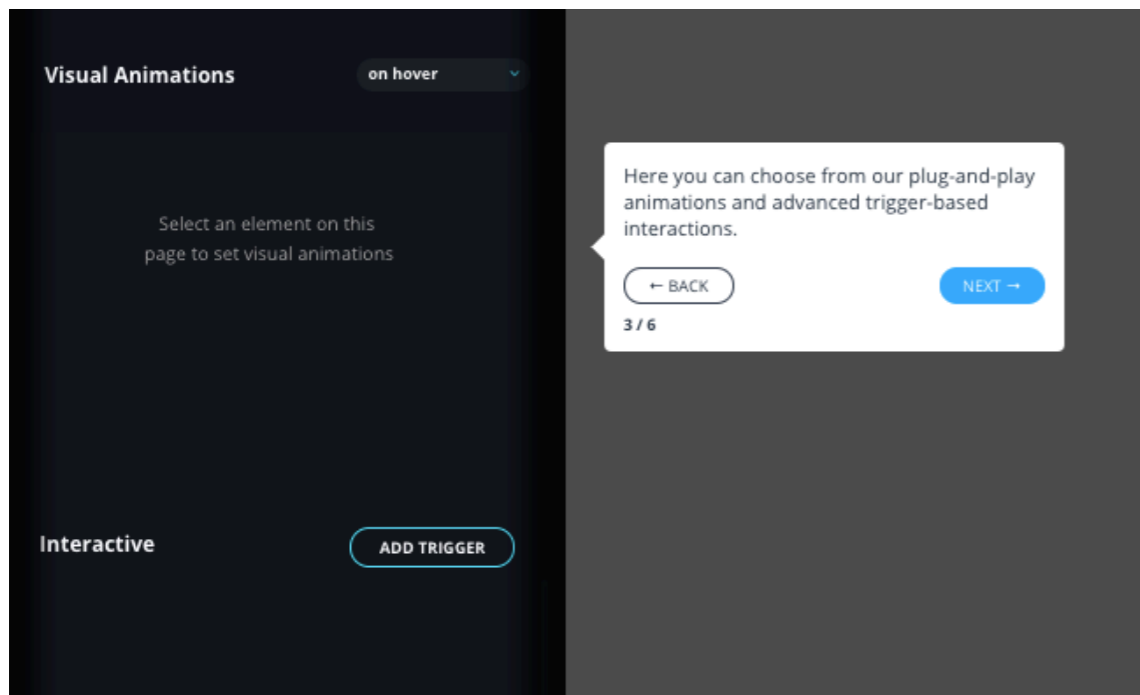 Visual Animations
on hover
Select an element on this
page to set visual animations
Interactive
ADD TRIGGER
Here you can choose from our plug-and-play
animations and advanced trigger-based
interactions.
← BACK
NEXT →
3 / 6